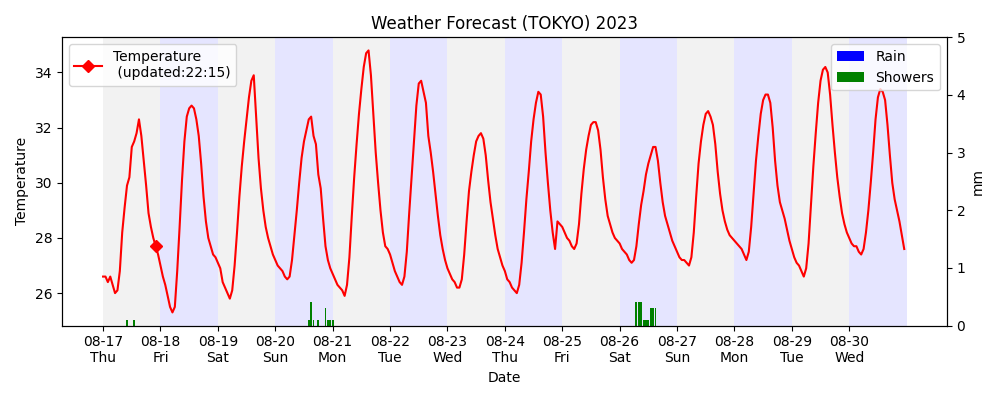 Weather Forecast (TOKYO) 2023
Temperature
(updated:22:15)
Rain
Showers
Temperature
34
32
30
28
26
5
4
3
2
1
0
mm
08-17 08-18 08-19 08-20 08-21 08-22 08-23 08-24 08-25 08-26 08-27 08-28 08-29 08-30
Thu Fri Sat Sun Mon Tue Wed Thu Fri Sat Sun Mon Tue Wed
Date